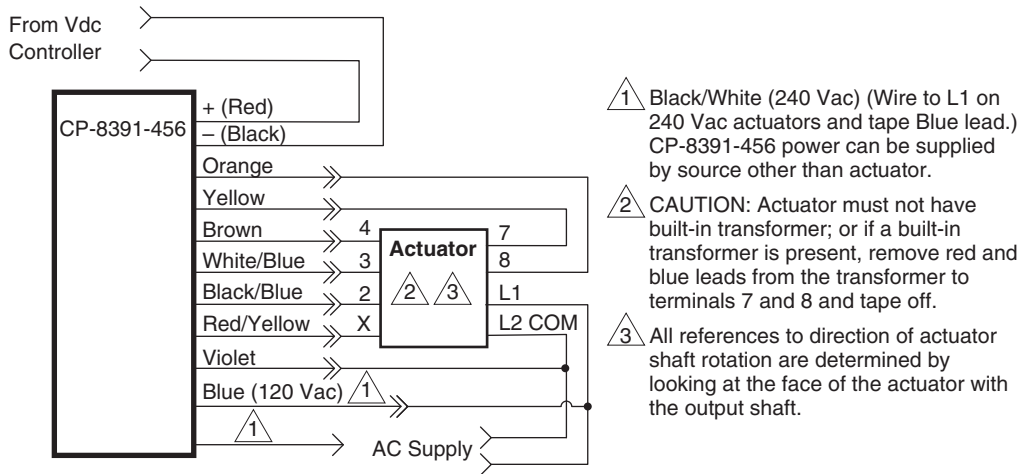 From Vdc
Controller
CP-8391-456
+ (Red)
– (Black)
Orange
Yellow
Brown
White/Blue
Black/Blue
Red/Yellow
Violet
Blue (120 Vac) 1
1
4
3
2
X
Actuator
2 3
7
8
L1
L2 COM
AC Supply
1 Black/White (240 Vac) (Wire to L1 on
240 Vac actuators and tape Blue lead.)
CP-8391-456 power can be supplied
by source other than actuator.
2 CAUTION: Actuator must not have
built-in transformer; or if a built-in
transformer is present, remove red and
blue leads from the transformer to
terminals 7 and 8 and tape off.
3 All references to direction of actuator
shaft rotation are determined by
looking at the face of the actuator with
the output shaft.